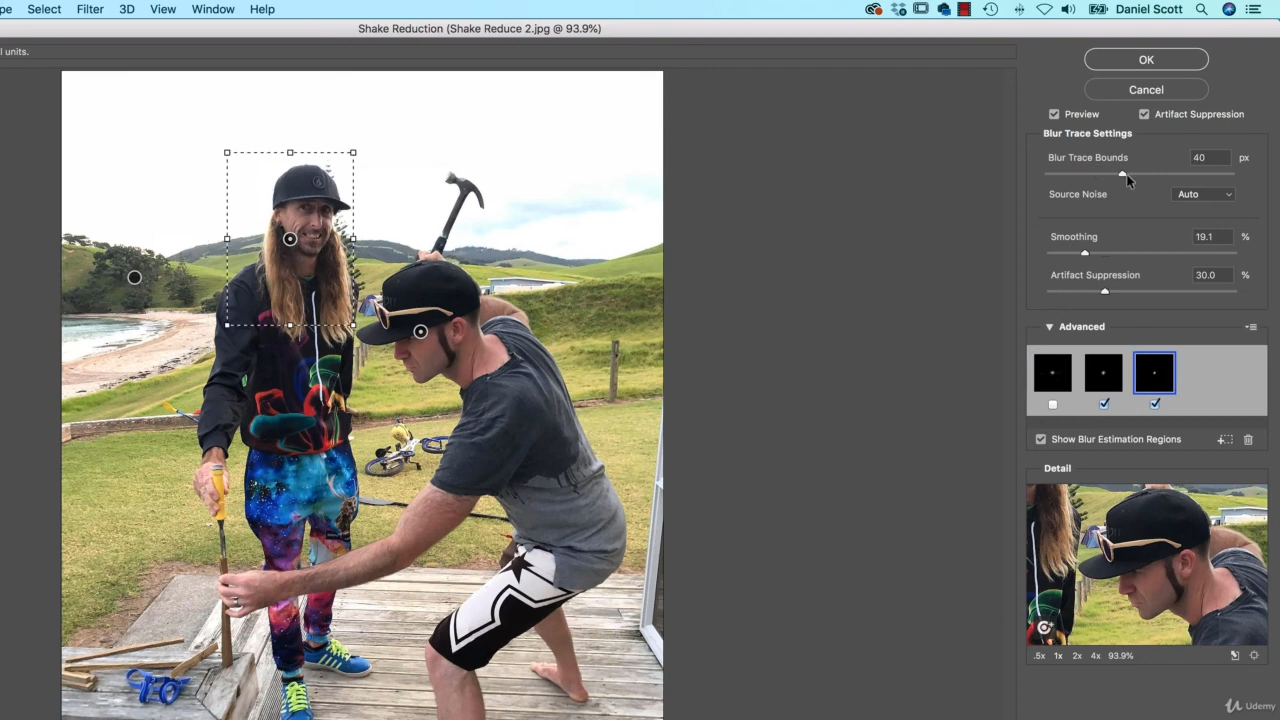 pe Select Filter 3D View Window Help Daniel Scott
Shake Reduction (Shake Reduce 2.jpg @ 93.9%)
l units.
OK
Cancel
Preview Artifact Suppression
Blur Trace Settings
Blur Trace Bounds 40 px
Source Noise Auto
Smoothing 19.1 %
Artifact Suppression 30.0 %
Advanced
Show Blur Estimation Regions
Detail
.5x 1x 2x 4x 93.9%
Udemy